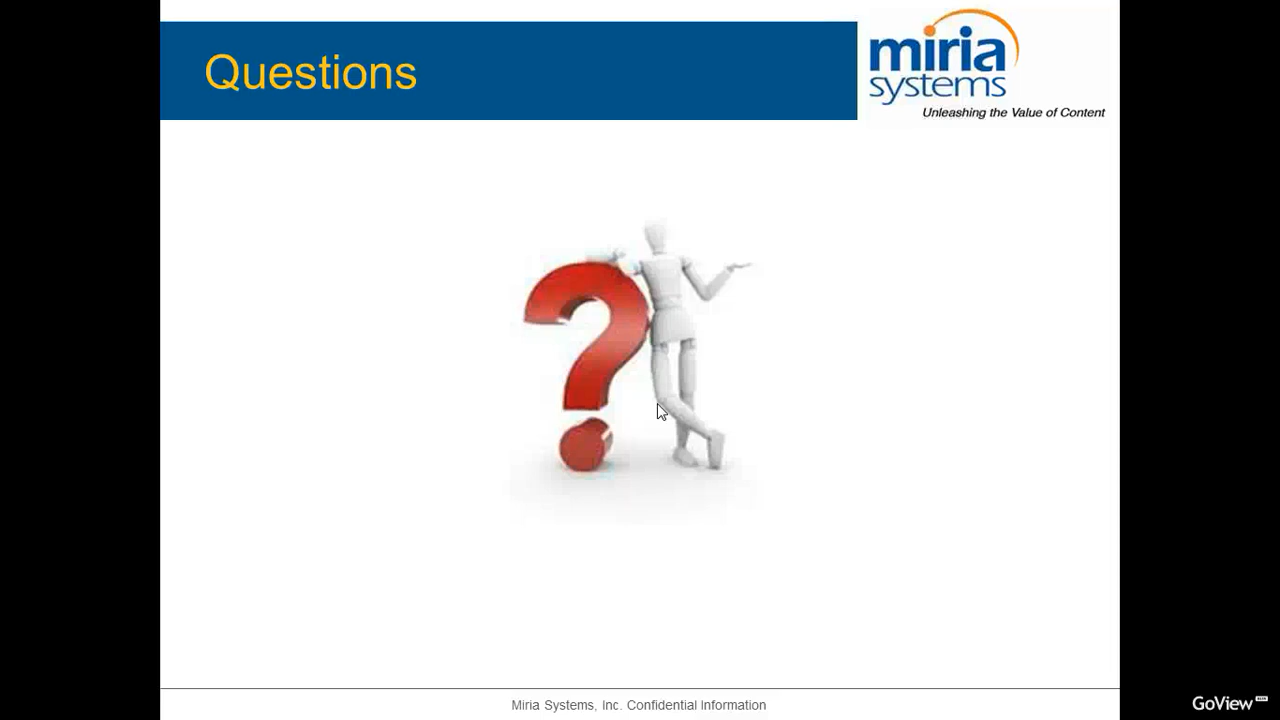 Questions
miria
systems
Unleashing the Value of Content
?
Miria Systems, Inc. Confidential Information
GoView